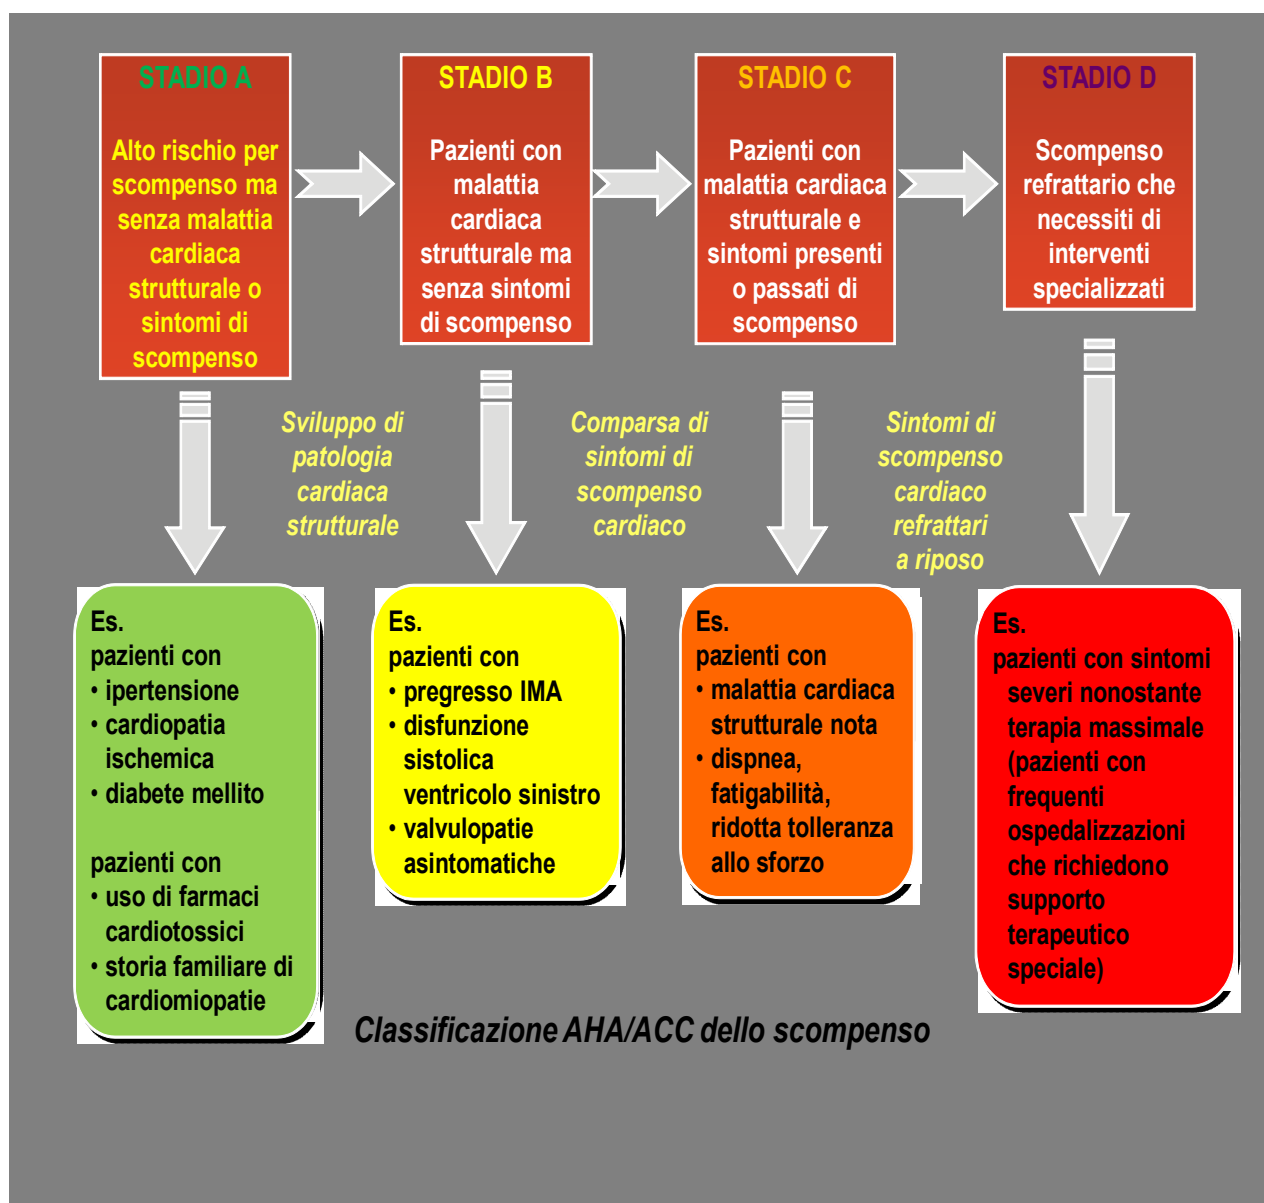 STADIO A
Alto rischio per
scompenso ma
senza malattia
cardiaca
strutturale o
sintomi di
scompenso
STADIO B
Pazienti con
malattia
cardiaca
strutturale ma
senza sintomi
di scompenso
STADIO C
Pazienti con
malattia cardiaca
strutturale e
sintomi presenti
o passati di
scompenso
STADIO D
Scompenso
refrattario che
necessiti di
interventi
specializzati
Sviluppo di
patologia
cardiaca
strutturale
Comparsa di
sintomi di
scompenso
cardiaco
Sintomi di
scompenso
cardiaco
refrattari
a riposo
Es.
pazienti con
• ipertensione
• cardiopatia
ischemica
• diabete mellito
pazienti con
• uso di farmaci
cardiotossici
• storia familiare di
cardiomiopatie
Es.
pazienti con
• pregresso IMA
• disfunzione
sistolica
ventricolo sinistro
• valvulopatie
asintomatiche
Es.
pazienti con
• malattia cardiaca
strutturale nota
• dispnea,
fatigabilità,
ridotta tolleranza
allo sforzo
Es.
pazienti con sintomi
severi nonostante
terapia massimale
(pazienti con
frequenti
ospedalizzazioni
che richiedono
supporto
terapeutico
speciale)
Classificazione AHA/ACC dello scompenso